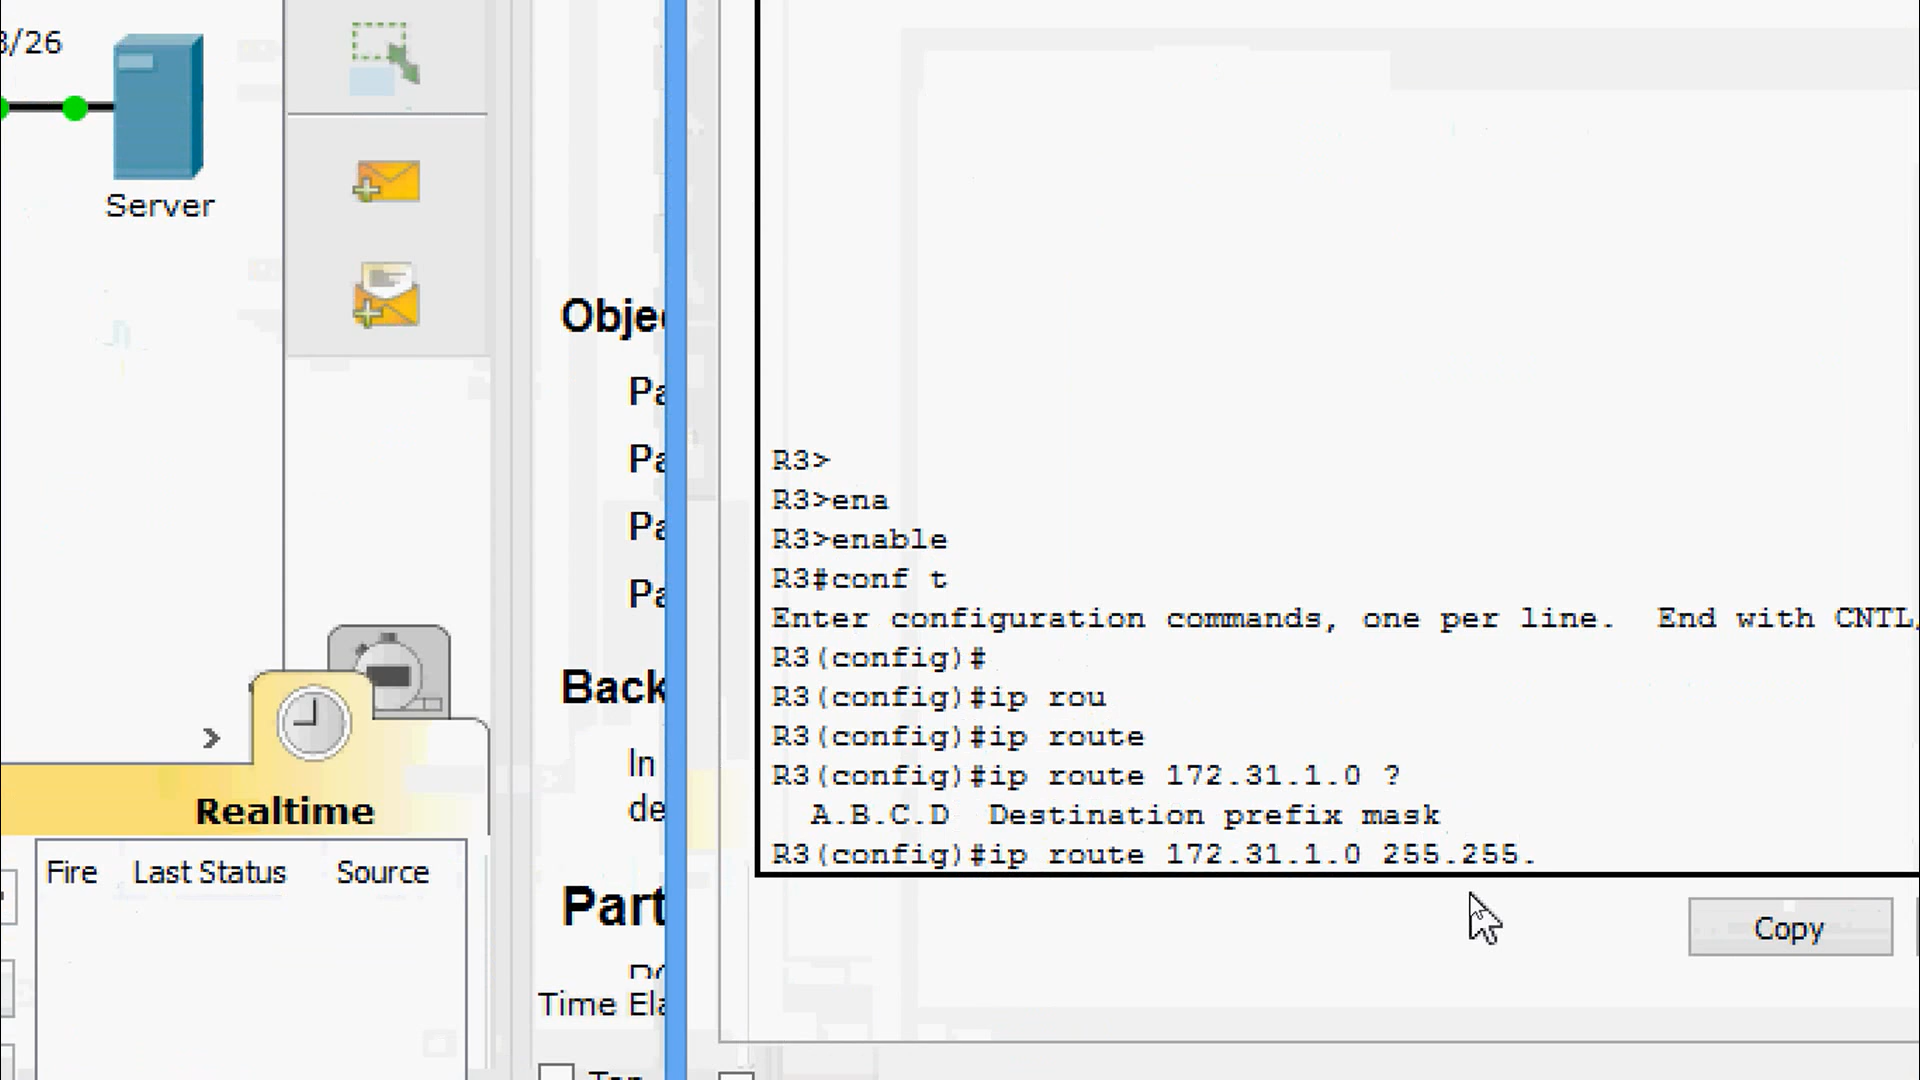 3/26
Server
Obje
Pa
Pa
Pa
Pa
Back
In
de
Part
Time Ela
Realtime
Fire Last Status Source
R3>
R3>ena
R3>enable
R3#conf t
Enter configuration commands, one per line. End with CNTL
R3(config)#
R3(config)#ip rou
R3(config)#ip route
R3(config)#ip route 172.31.1.0 ?
A.B.C.D Destination prefix mask
R3(config)#ip route 172.31.1.0 255.255.
Copy